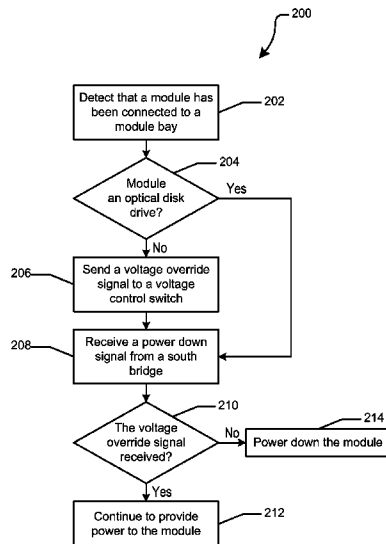 200
Detect that a module has
been connected to a
module bay
202
204
Module
an optical disk
drive?
Yes
No
206
Send a voltage override
signal to a voltage
control switch
208
Receive a power down
signal from a south
bridge
210
The voltage
override signal
received?
No
214
Power down the module
Yes
Continue to provide
power to the module
212